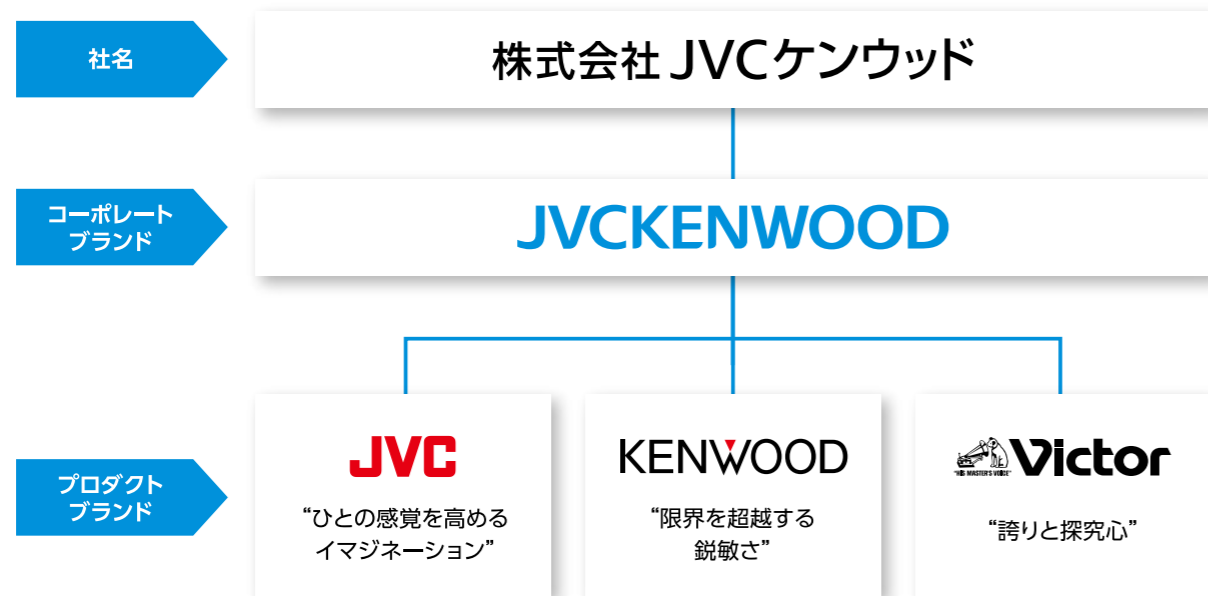 社名
株式会社 JVCケンウッド
コーポレート
ブランド
JVCKENWOOD
プロダクト
ブランド
JVC
“ひとの感覚を高める
イマジネーション”
KENWOOD
“限界を超越する
鋭敏さ”
"HIS MASTER'S VOICE"
Victor
“誇りと探究心”